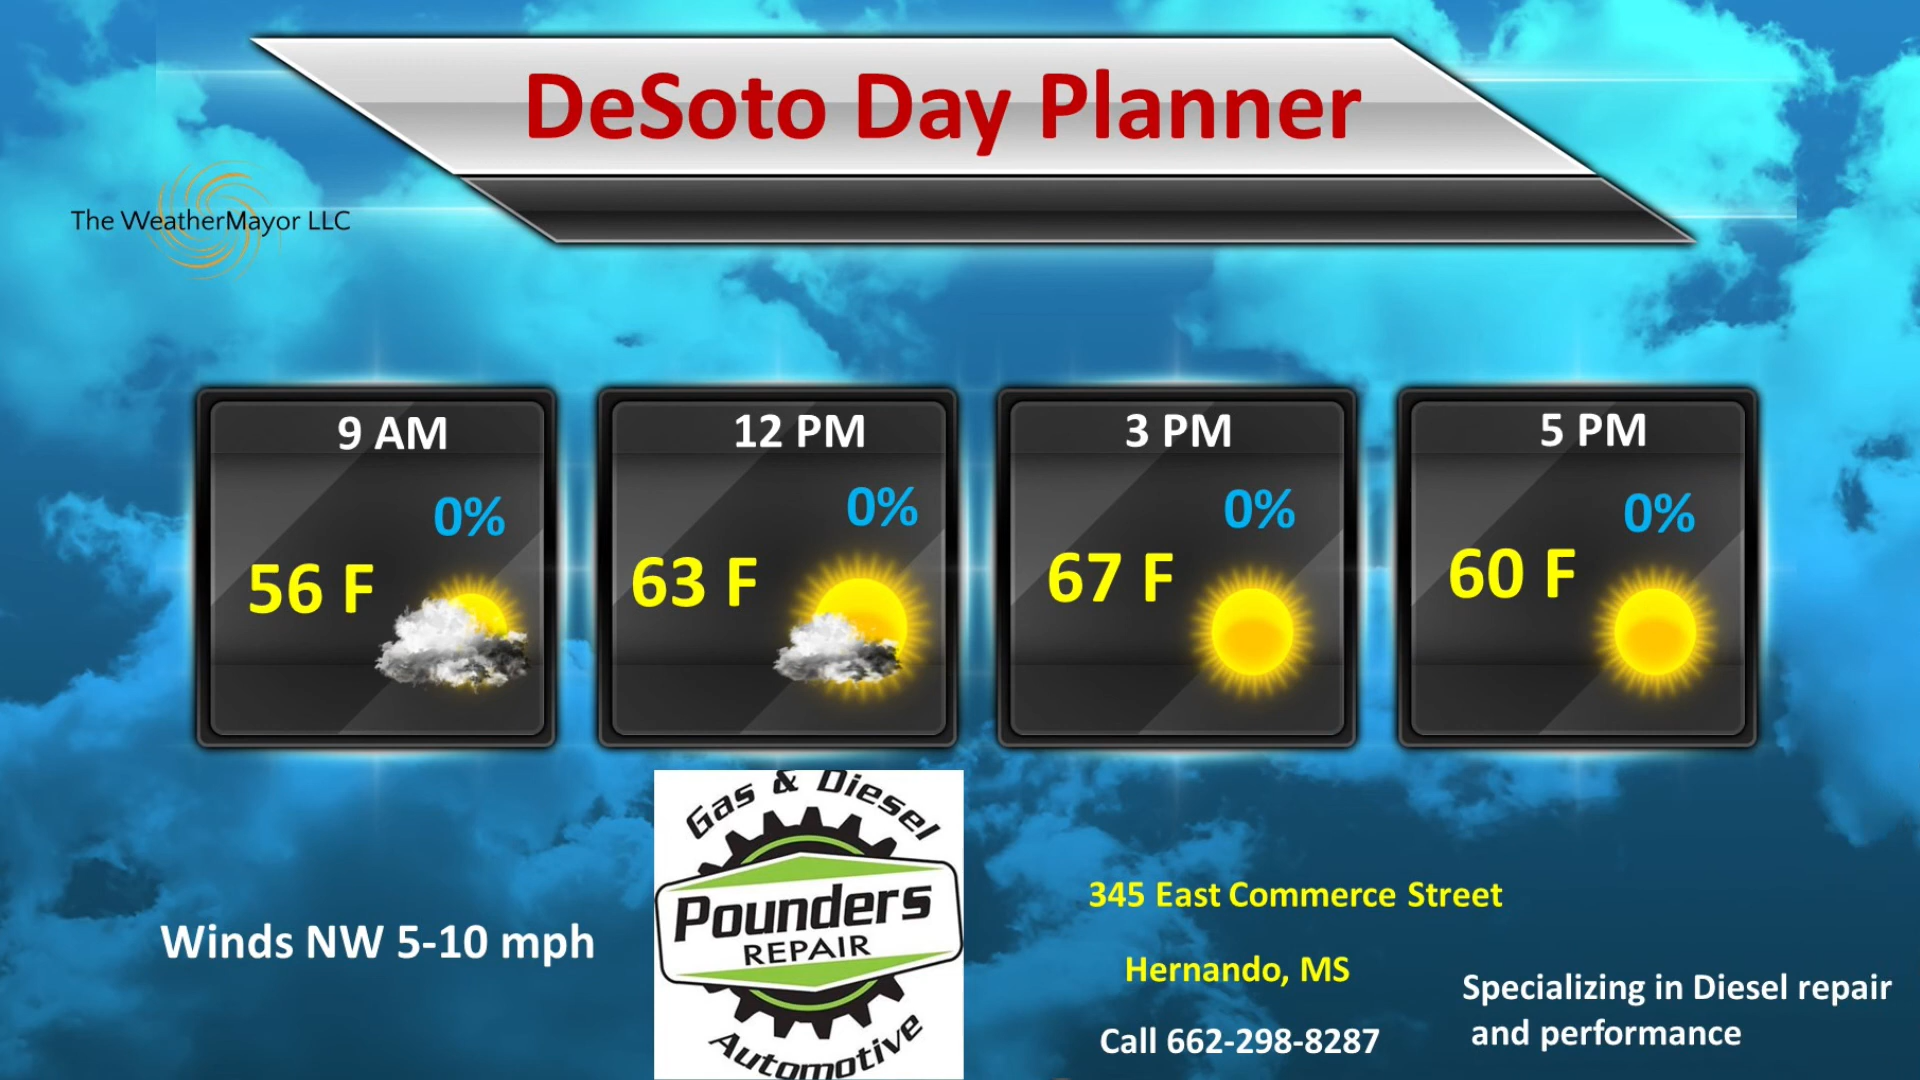 DeSoto Day Planner
The WeatherMayor LLC
9 AM
0%
56 F
12 PM
0%
63 F
3 PM
0%
67 F
5 PM
0%
60 F
Winds NW 5-10 mph
Gas & Diesel
Pounders
REPAIR
Automotive
345 East Commerce Street
Hernando, MS
Call 662-298-8287
Specializing in Diesel repair
and performance